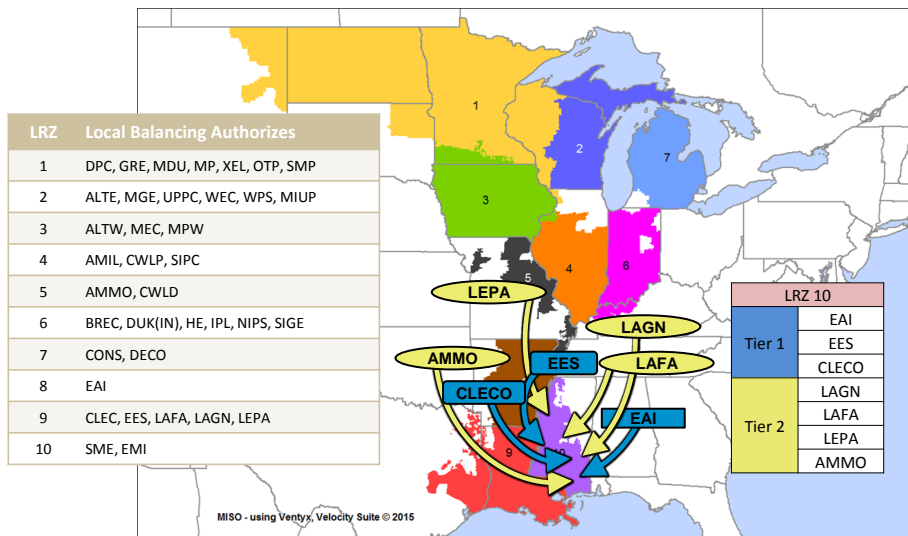 LRZ Local Balancing Authorizes
1 DPC, GRE, MDU, MP, XEL, OTP, SMP
2 ALTE, MGE, UPPC, WEC, WPS, MIUP
3 ALTW, MEC, MPW
4 AMIL, CWLP, SIPC
5 AMMO, CWLD
6 BREC, DUK(IN), HE, IPL, NIPS, SIGE
7 CONS, DECO
8 EAI
9 CLEC, EES, LAFA, LAGN, LEPA
10 SME, EMI
1
2
7
3
4
5
6
9
10
LEPA
LAGN
AMMO
EES
LAFA
CLECO
EAI
LRZ 10
Tier 1
EAI
EES
CLECO
Tier 2
LAGN
LAFA
LEPA
AMMO
MISO - using Ventyx, Velocity Suite © 2015